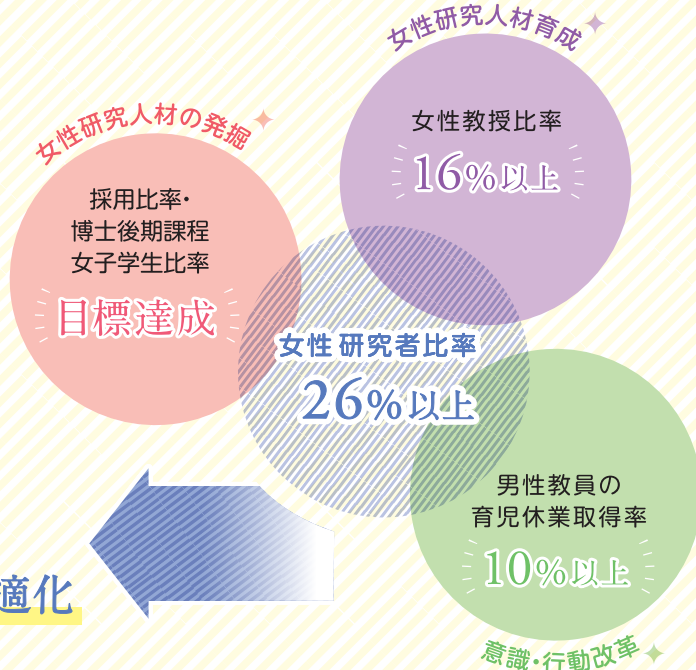 女性研究人材育成
女性教授比率
16%以上
女性研究人材の発掘
採用比率・
博士後期課程
女子学生比率
目標達成
女性研究者比率
26%以上
男性教員の
育児休業取得率
10%以上
意識・行動改革
適化